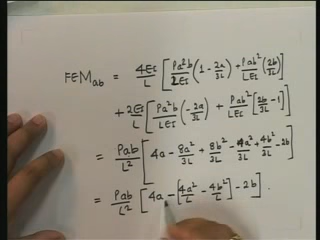 FEMab = 4EI/L [ Pa²b/2EI (1 - 2a/3L) + Pab²/LEI (2b/3L) ]
+ 2EI/L [ Pa²b/LEI (-2a/3L) + Pab²/LEI [2b/3L - 1] ]
= Pab/L² [ 4a - 8a²/3L + 8b²/3L - 4a²/3L + 4b²/3L - 2b ]
= Pab/L² [ 4a - [4a²/L - 4b²/L] - 2b ].